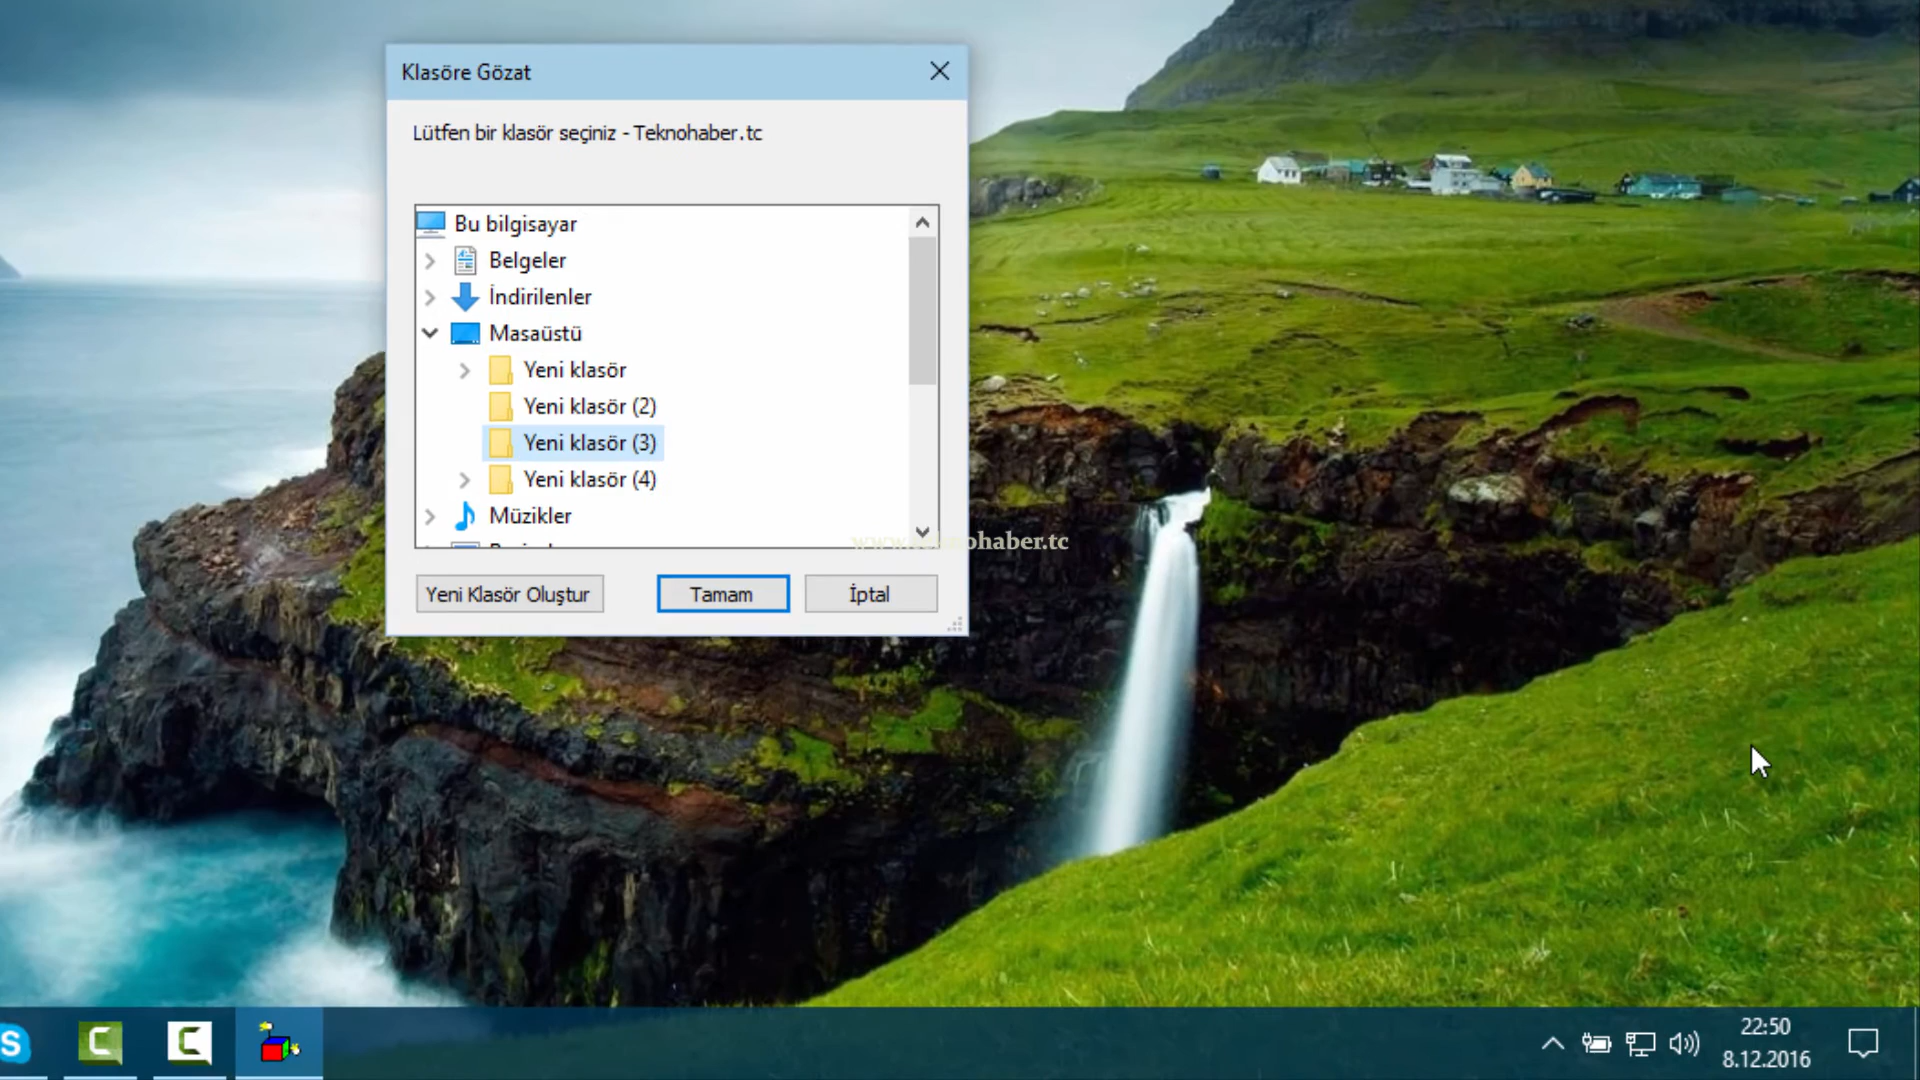 Klasöre Gözat
Lütfen bir klasör seçiniz - Teknohaber.tc
Bu bilgisayar
Belgeler
İndirilenler
Masaüstü
Yeni klasör
Yeni klasör (2)
Yeni klasör (3)
Yeni klasör (4)
Müzikler
www.teknohaber.tc
Yeni Klasör Oluştur
Tamam
İptal
22:50
8.12.2016